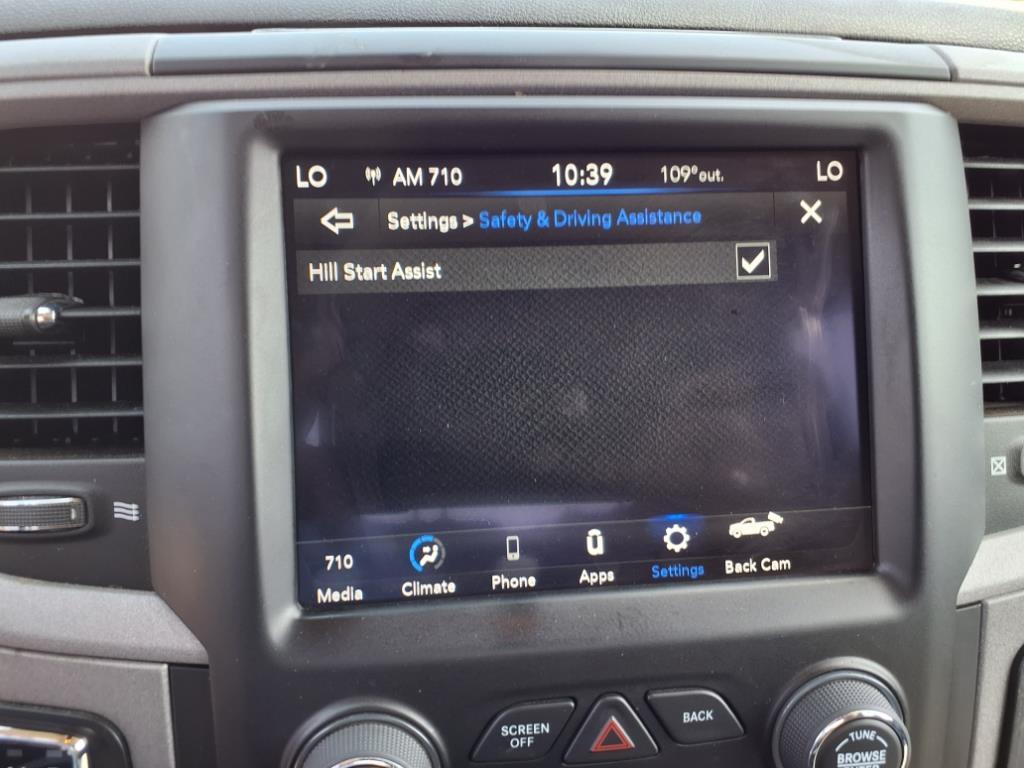 LO AM 710 10:39 109° out. LO
Settings > Safety & Driving Assistance
Hill Start Assist
710
Media Climate Phone Apps Settings Back Cam
SCREEN OFF
BACK
TUNE
BROWSE